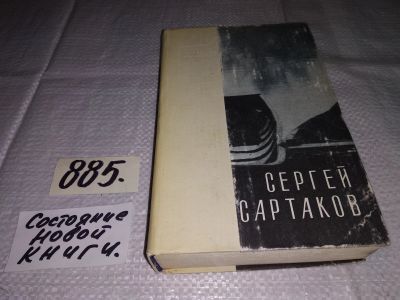 СЕРГЕЙ
САРТАКОВ
885.
Состояние
новой
книги.